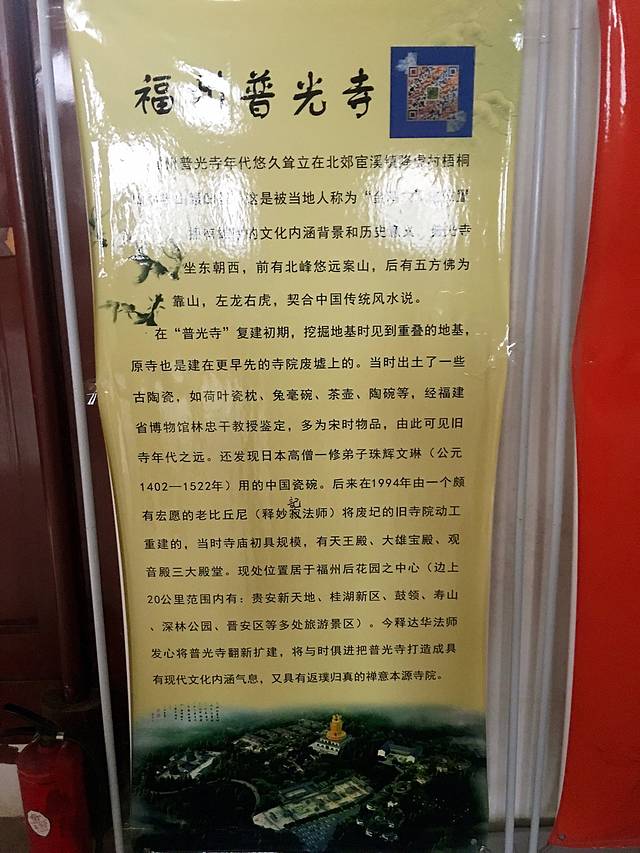 福州普光寺
州普光寺年代悠久耸立在北郊宦溪镇降虎村梧桐
山 是被当地人称为“
的文化内涵背景和历史 寺
坐东朝西，前有北峰悠远案山，后有五方佛为
靠山，左龙右虎，契合中国传统风水说。
在“普光寺”复建初期，挖掘地基时见到重叠的地基，
原寺也是建在更早先的寺院废墟上的。当时出土了一些
古陶瓷，如荷叶瓷枕、兔毫碗、茶壶、陶碗等，经福建
省博物馆林忠干教授鉴定，多为宋时物品，由此可见旧
寺年代之远。还发现日本高僧一修弟子珠辉文琳（公元
1402—1522年）用的中国瓷碗。后来在1994年由一个颇
記
有宏愿的老比丘尼（释妙寂法师）将废圮的旧寺院动工
重建的，当时寺庙初具规模，有天王殿、大雄宝殿、观
音殿三大殿堂。现处位置居于福州后花园之中心（边上
20公里范围内有：贵安新天地、桂湖新区、鼓领、寿山
、深林公园、晋安区等多处旅游景区）。今释达华法师
发心将普光寺翻新扩建，将与时俱进把普光寺打造成具
有现代文化内涵气息，又具有返璞归真的禅意本源寺院。